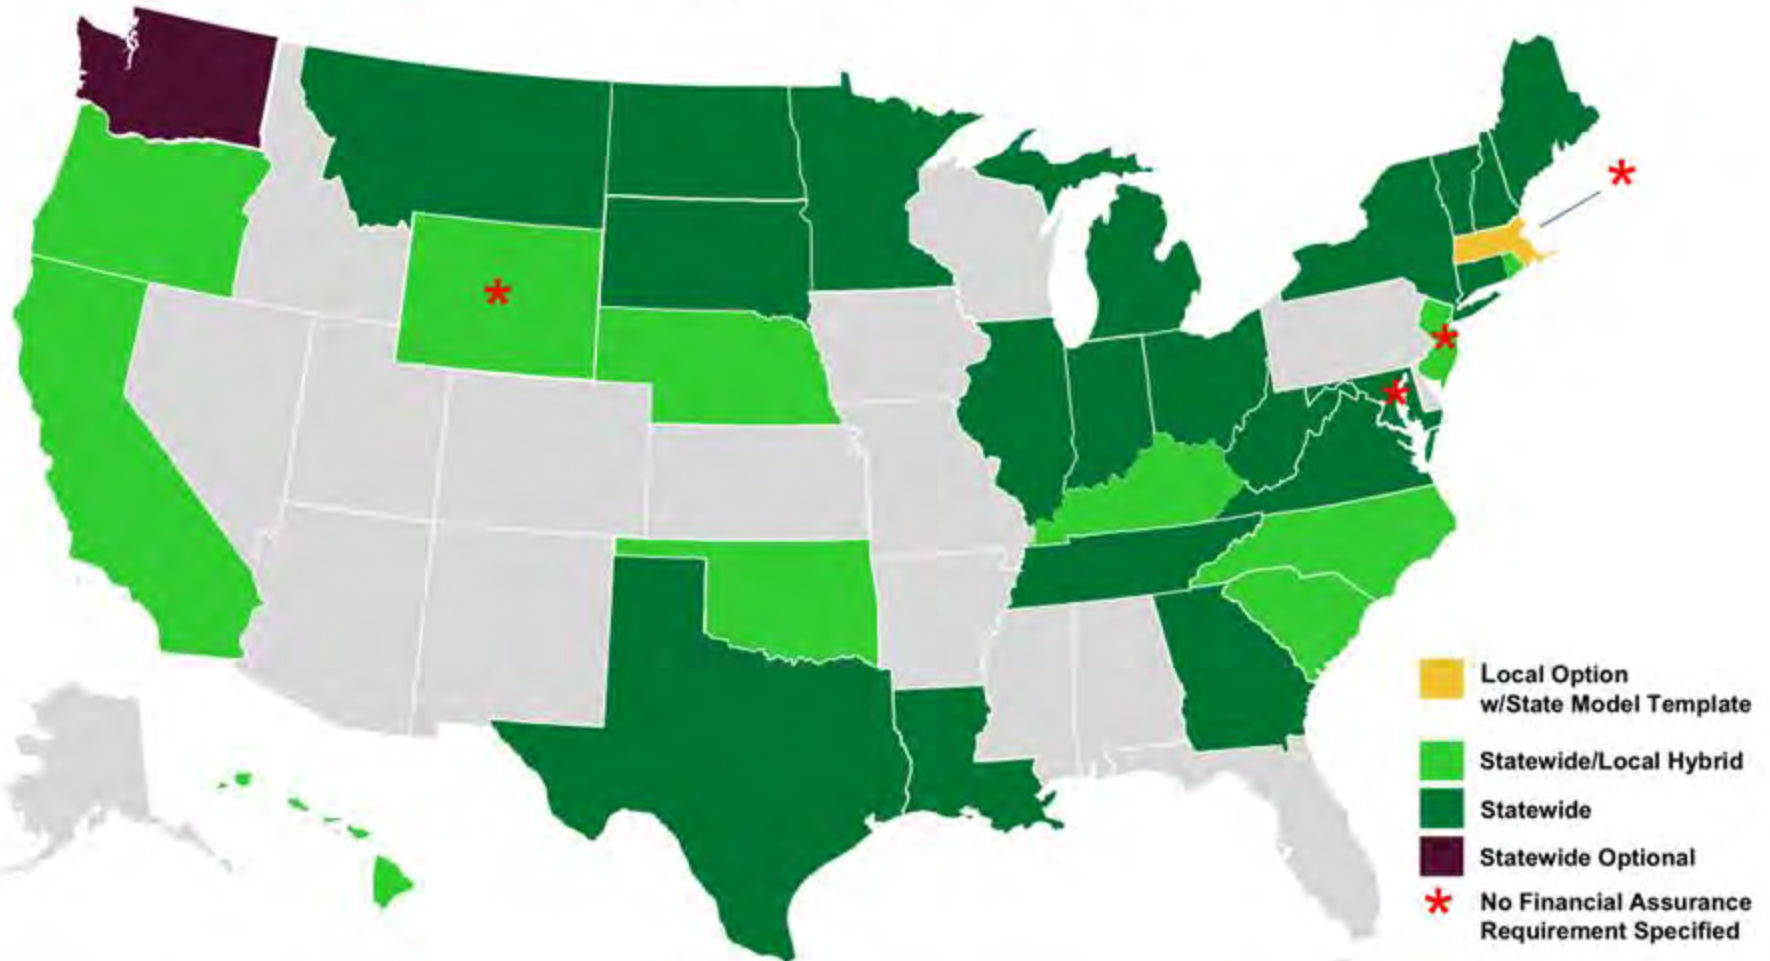 Local Option
w/State Model Template
Statewide/Local Hybrid
Statewide
Statewide Optional
* No Financial Assurance
Requirement Specified